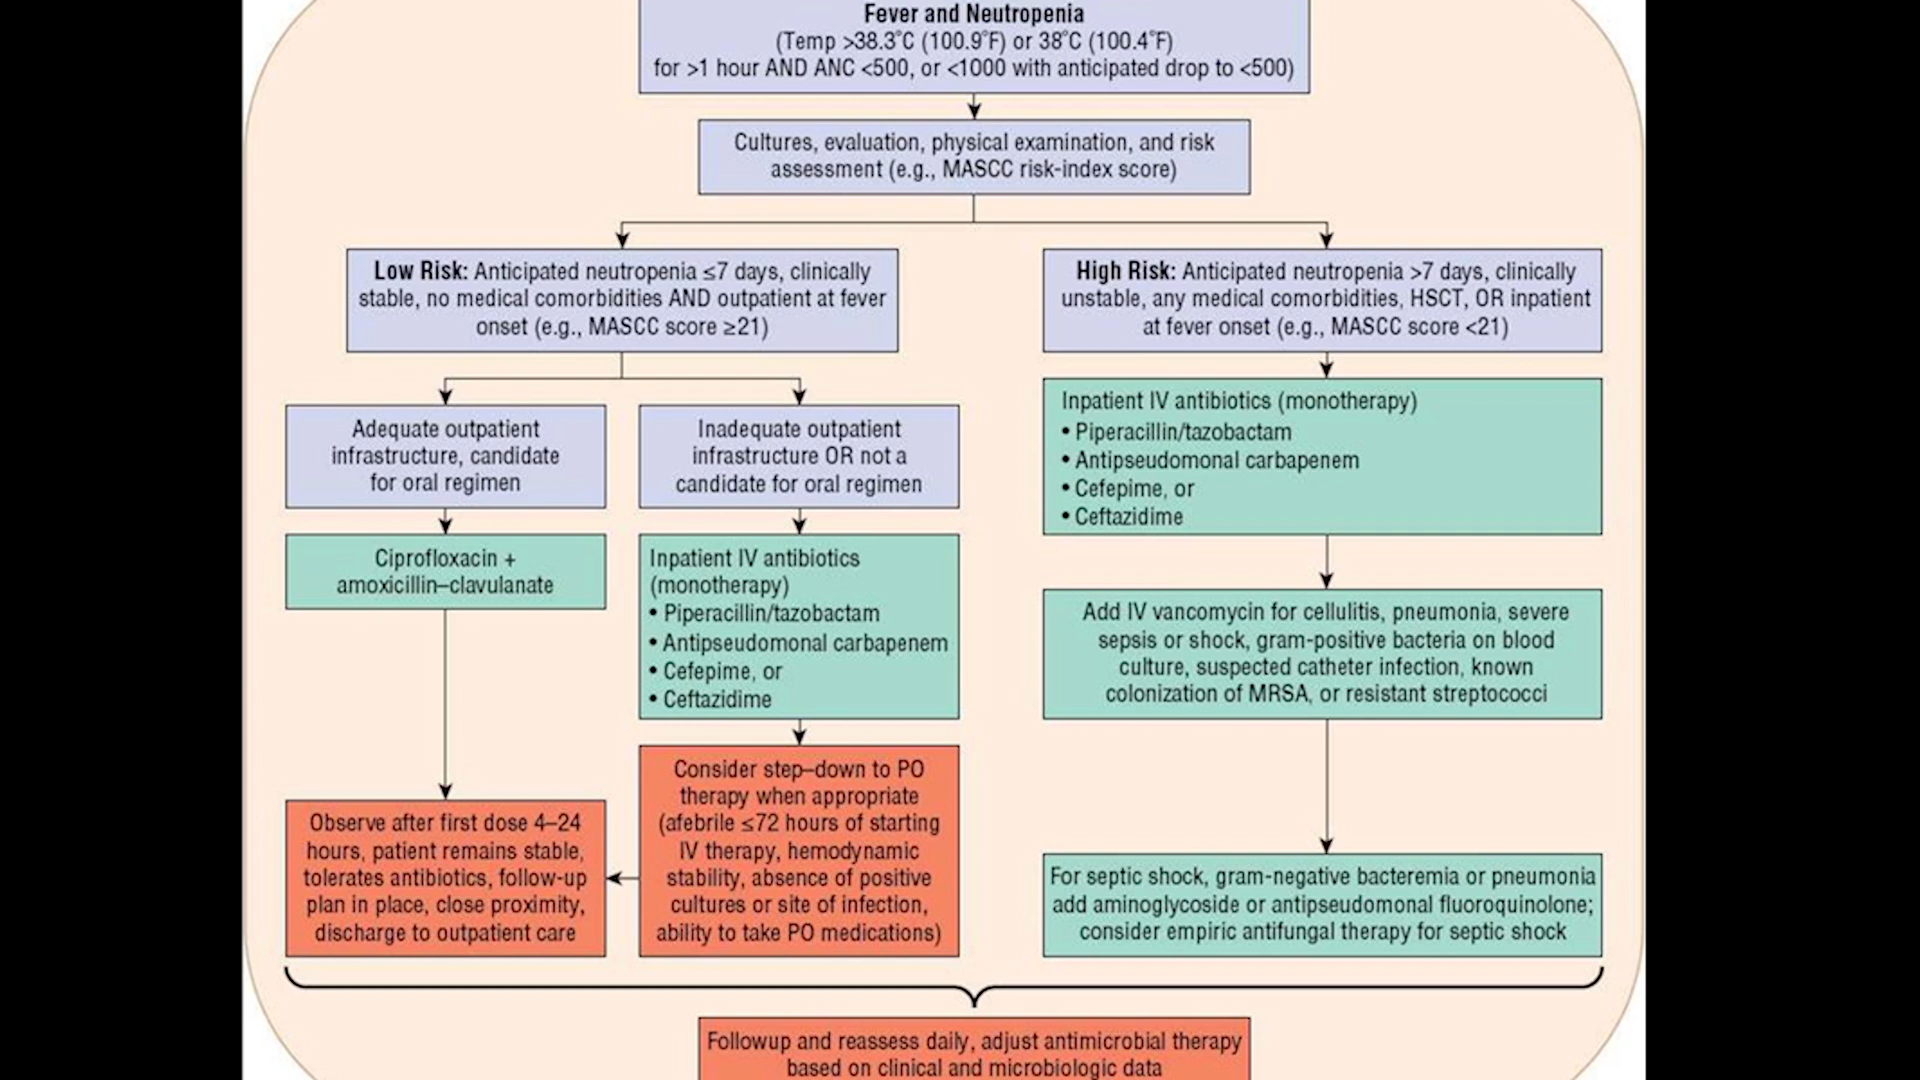 Fever and Neutropenia
(Temp >38.3°C (100.9°F) or 38°C (100.4°F)
for >1 hour AND ANC <500, or <1000 with anticipated drop to <500)
Cultures, evaluation, physical examination, and risk
assessment (e.g., MASCC risk-index score)
Low Risk: Anticipated neutropenia ≤7 days, clinically
stable, no medical comorbidities AND outpatient at fever
onset (e.g., MASCC score ≥21)
High Risk: Anticipated neutropenia >7 days, clinically
unstable, any medical comorbidities, HSCT, OR inpatient
at fever onset (e.g., MASCC score <21)
Adequate outpatient
infrastructure, candidate
for oral regimen
Inadequate outpatient
infrastructure OR not a
candidate for oral regimen
Inpatient IV antibiotics (monotherapy)
• Piperacillin/tazobactam
• Antipseudomonal carbapenem
• Cefepime, or
• Ceftazidime
Ciprofloxacin +
amoxicillin–clavulanate
Inpatient IV antibiotics
(monotherapy)
• Piperacillin/tazobactam
• Antipseudomonal carbapenem
• Cefepime, or
• Ceftazidime
Add IV vancomycin for cellulitis, pneumonia, severe
sepsis or shock, gram-positive bacteria on blood
culture, suspected catheter infection, known
colonization of MRSA, or resistant streptococci
Observe after first dose 4–24
hours, patient remains stable,
tolerates antibiotics, follow-up
plan in place, close proximity,
discharge to outpatient care
Consider step–down to PO
therapy when appropriate
(afebrile ≤72 hours of starting
IV therapy, hemodynamic
stability, absence of positive
cultures or site of infection,
ability to take PO medications)
For septic shock, gram-negative bacteremia or pneumonia
add aminoglycoside or antipseudomonal fluoroquinolone;
consider empiric antifungal therapy for septic shock
Followup and reassess daily, adjust antimicrobial therapy
based on clinical and microbiologic data